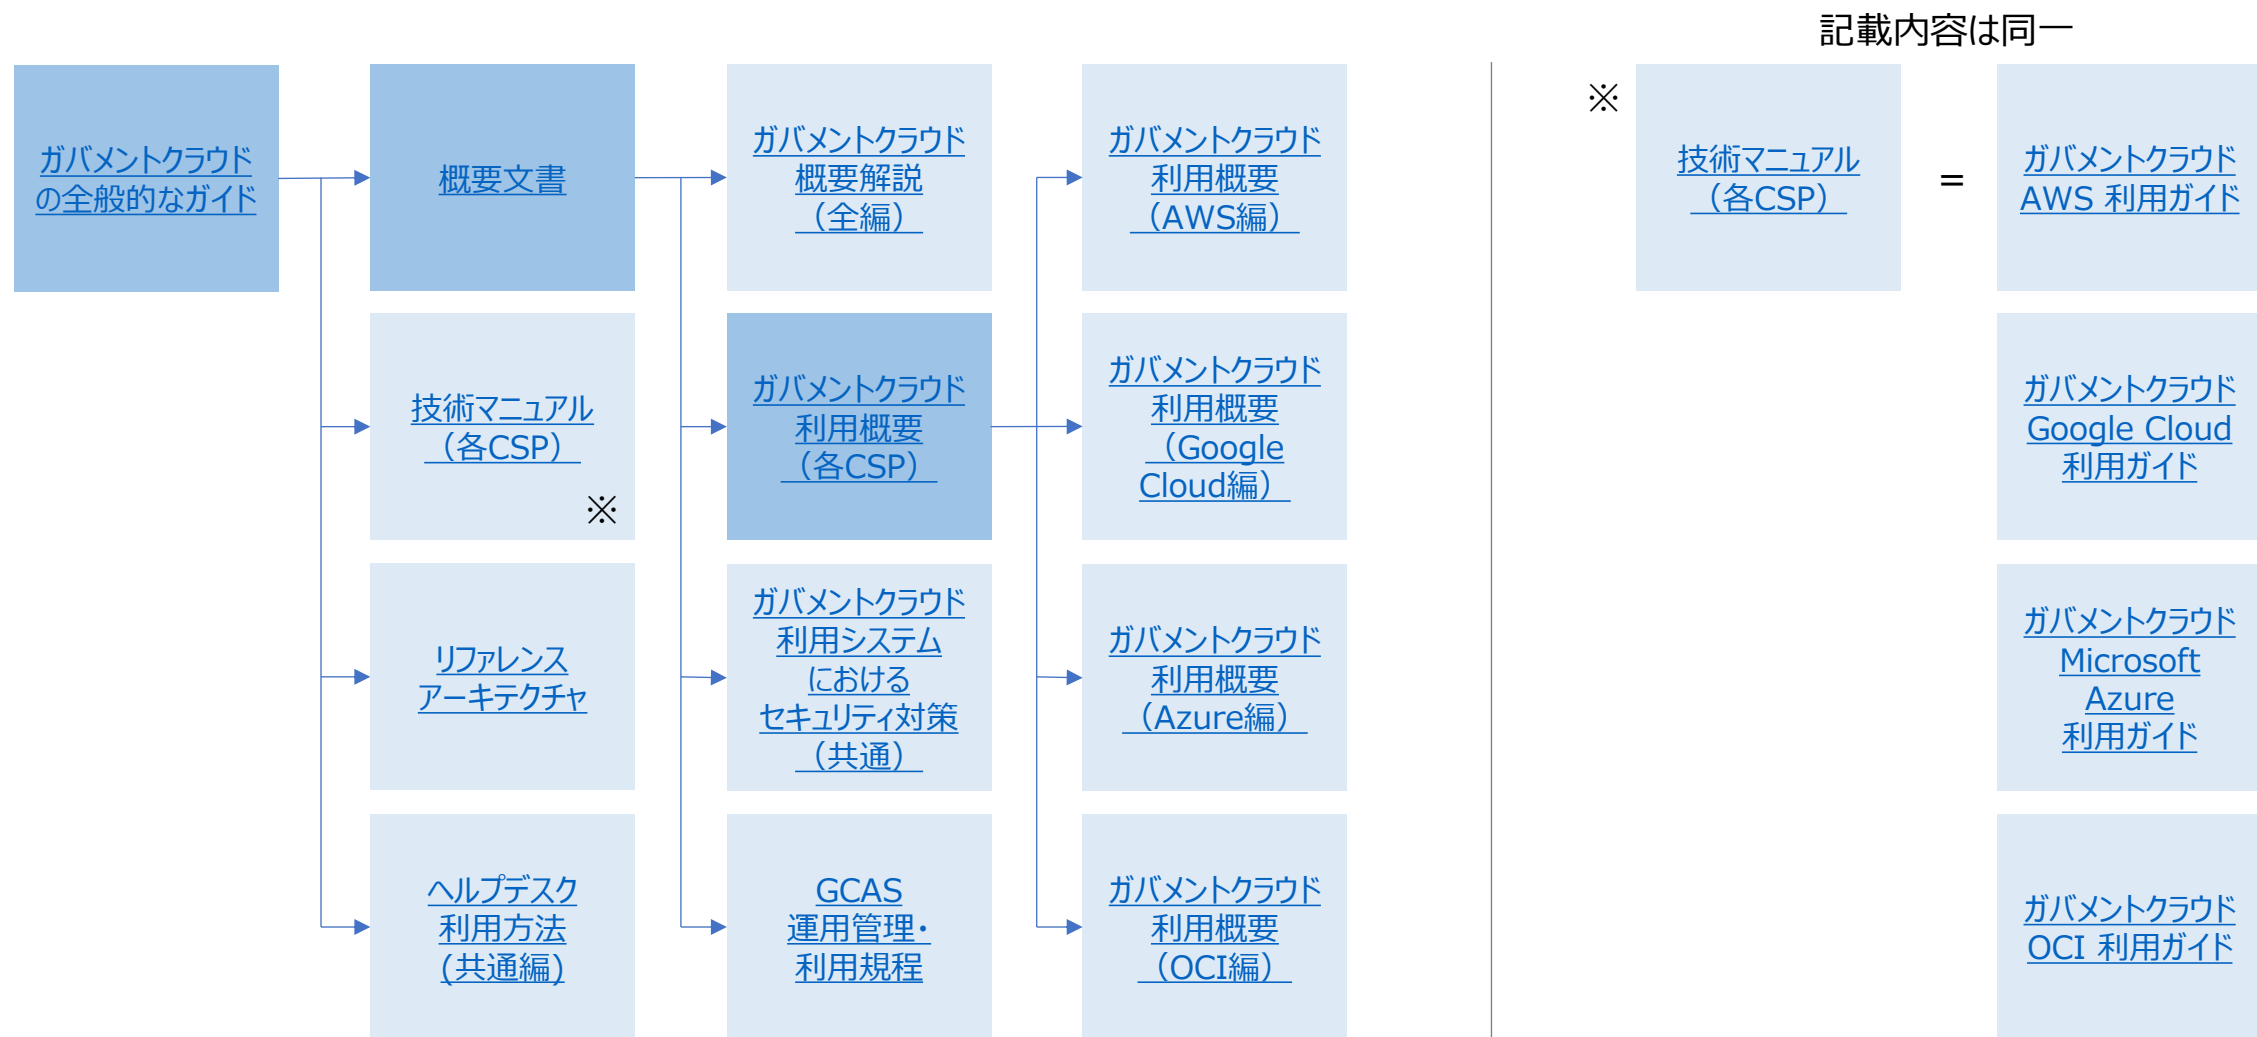 記載内容は同一
ガバメントクラウド
の全般的なガイド
概要文書
ガバメントクラウド
概要解説
（全編）
ガバメントクラウド
利用概要
（AWS編）
※
技術マニュアル
（各CSP）
=
ガバメントクラウド
AWS 利用ガイド
技術マニュアル
（各CSP）
※
ガバメントクラウド
利用概要
（各CSP）
ガバメントクラウド
利用概要
（Google
Cloud編）
ガバメントクラウド
Google Cloud
利用ガイド
リファレンス
アーキテクチャ
ガバメントクラウド
利用システム
における
セキュリティ対策
（共通）
ガバメントクラウド
利用概要
（Azure編）
ガバメントクラウド
Microsoft
Azure
利用ガイド
ヘルプデスク
利用方法
(共通編)
GCAS
運用管理・
利用規程
ガバメントクラウド
利用概要
（OCI編）
ガバメントクラウド
OCI 利用ガイド